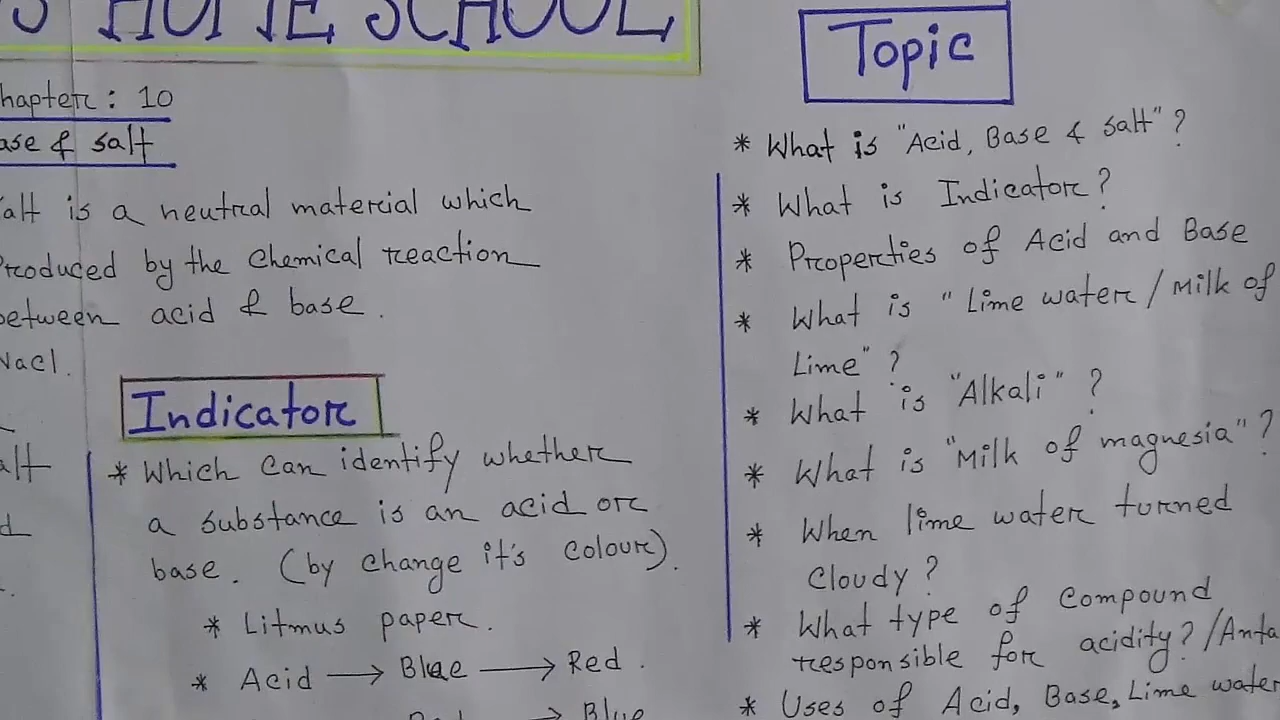 HOME SCHOOL
hapter: 10
ase & salt
alt is a neutral material which
produced by the chemical reaction
between acid & base.
Nacl.
alt
d
Indicator
* Which can identify whether
a substance is an acid or
base. (by change it's colour).
* Litmus paper.
* Acid → Blue → Red.
→ Blue
Topic
* What is "Acid, Base & salt"?
* What is Indicator?
* Properties of Acid and Base
* What is "Lime water/Milk of
Lime"?
* What is "Alkali"?
* What is "Milk of magnesia"?
* When lime water turned
cloudy?
* What type of compound
responsible for acidity?/Anta
* Uses of Acid, Base, Lime water